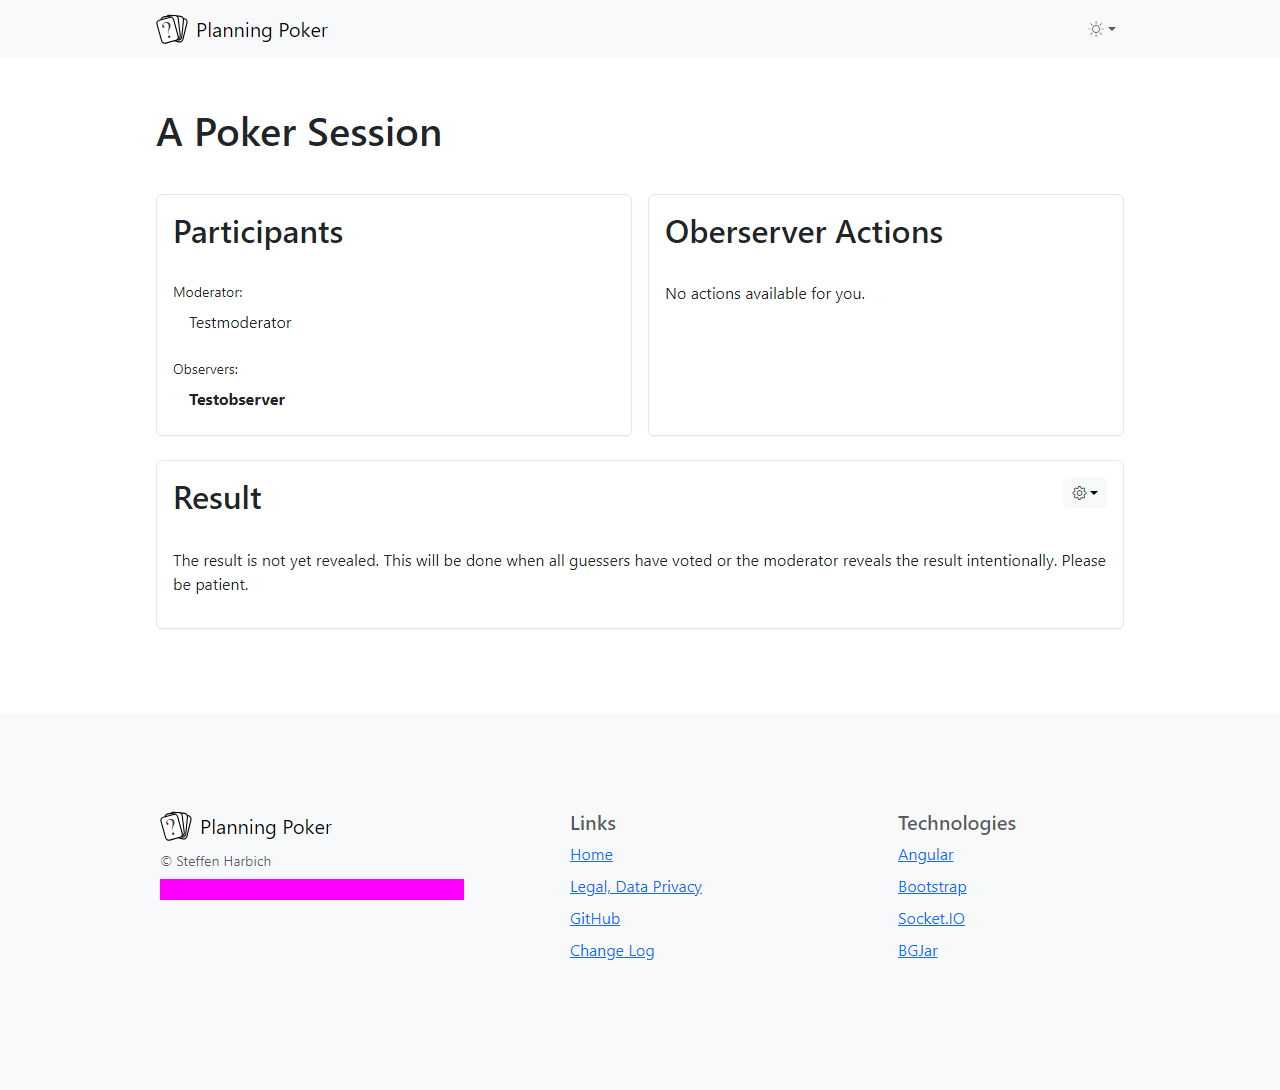 Planning Poker
A Poker Session
Participants
Moderator:
Testmoderator
Observers:
Testobserver
Oberserver Actions
No actions available for you.
Result
The result is not yet revealed. This will be done when all guessers have voted or the moderator reveals the result intentionally. Please
be patient.
Planning Poker
© Steffen Harbich
Links
Home
Legal, Data Privacy
GitHub
Change Log
Technologies
Angular
Bootstrap
Socket.IO
BGJar